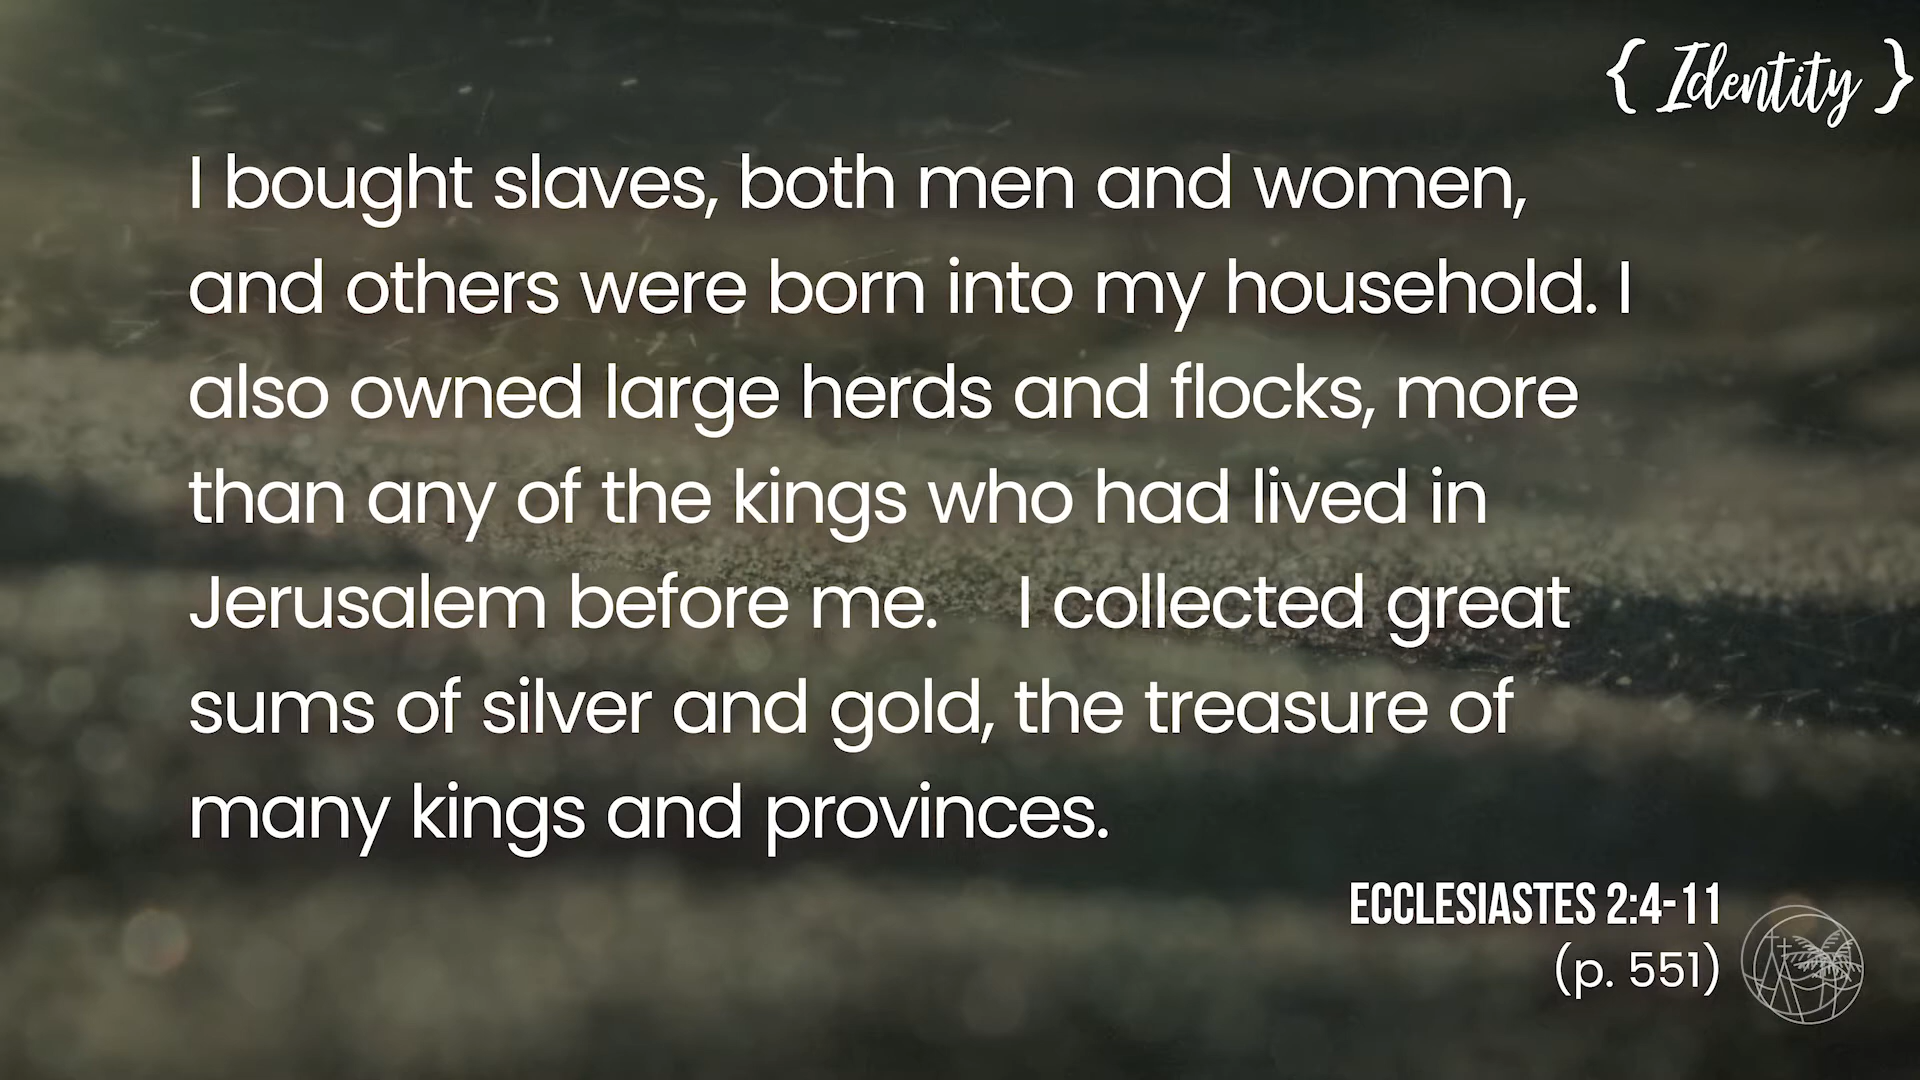 { Identity }
I bought slaves, both men and women,
and others were born into my household. I
also owned large herds and flocks, more
than any of the kings who had lived in
Jerusalem before me.    I collected great
sums of silver and gold, the treasure of
many kings and provinces.
ECCLESIASTES 2:4-11
(p. 551)